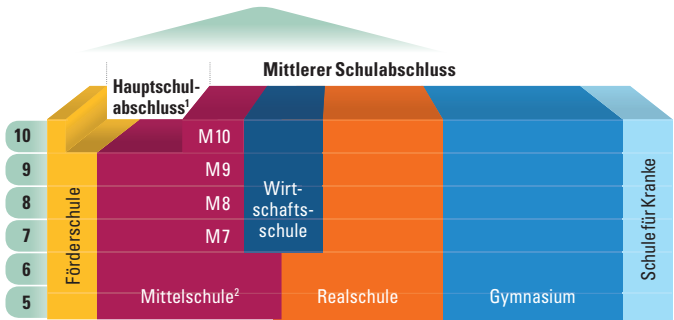 Mittlerer Schulabschluss
Hauptschul-
abschluss¹
10
M10
9
M9
8
M8
7
M7
6
5
Förderschule
Wirt-
schafts-
schule
Mittelschule²
Realschule
Gymnasium
Schule für Kranke